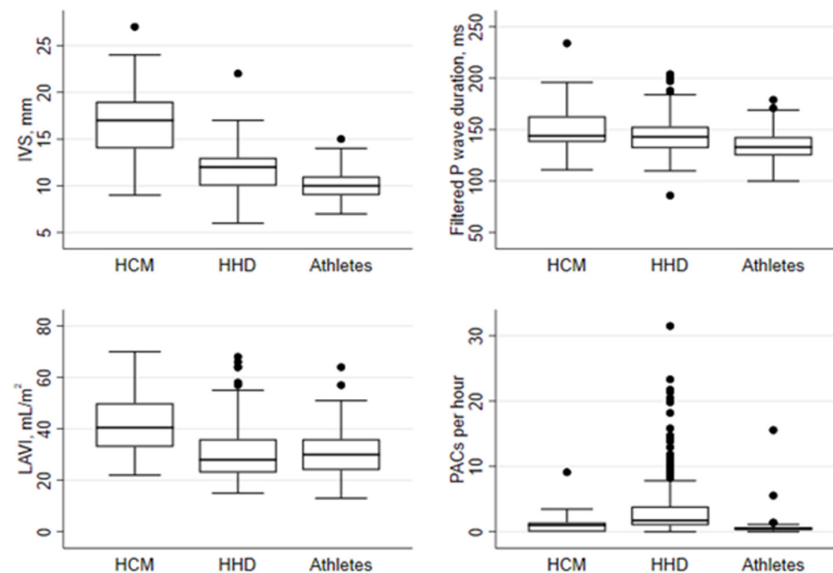 IVS, mm
25
20
15
10
5
HCM HHD Athletes
Filtered P wave duration, ms
250
200
150
100
50
HCM HHD Athletes
LAVI, mL/m²
80
60
40
20
0
HCM HHD Athletes
PACs per hour
30
20
10
0
HCM HHD Athletes